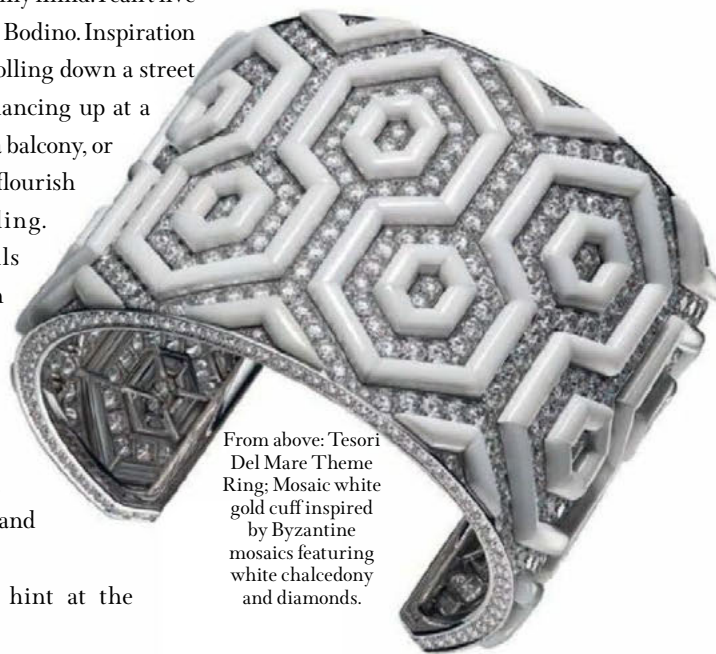 Bodino. Inspiration
olling down a street
ancing up at a
balcony, or
flourish
ling.
and
hint at the
From above: Tesori
Del Mare Theme
Ring; Mosaic white
gold cuff inspired
by Byzantine
mosaics featuring
white chalcedony
and diamonds.